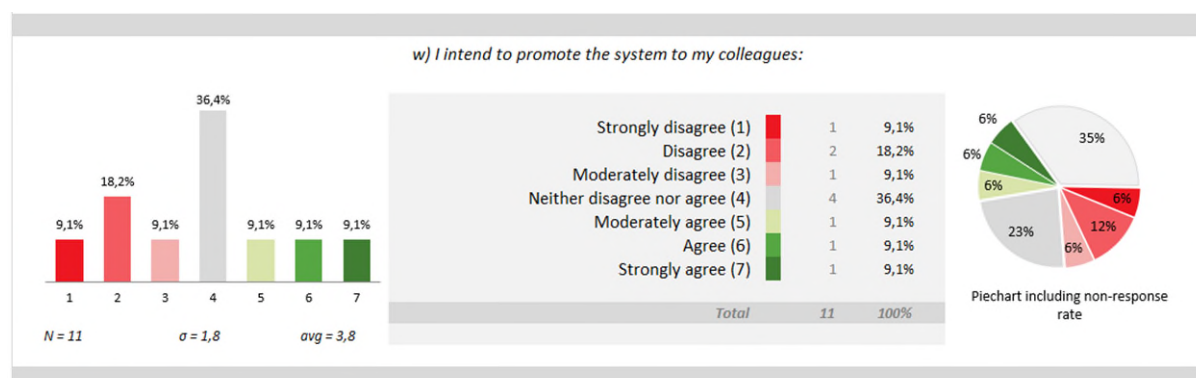 w) I intend to promote the system to my colleagues:
36,4%
18,2%
9,1% 9,1% 9,1% 9,1% 9,1%
1 2 3 4 5 6 7
N = 11 σ = 1,8 avg = 3,8
Strongly disagree (1) 1 9,1%
Disagree (2) 2 18,2%
Moderately disagree (3) 1 9,1%
Neither disagree nor agree (4) 4 36,4%
Moderately agree (5) 1 9,1%
Agree (6) 1 9,1%
Strongly agree (7) 1 9,1%
Total 11 100%
6%
35%
6%
6%
6%
23%
12%
6%
Piechart including non-response
rate